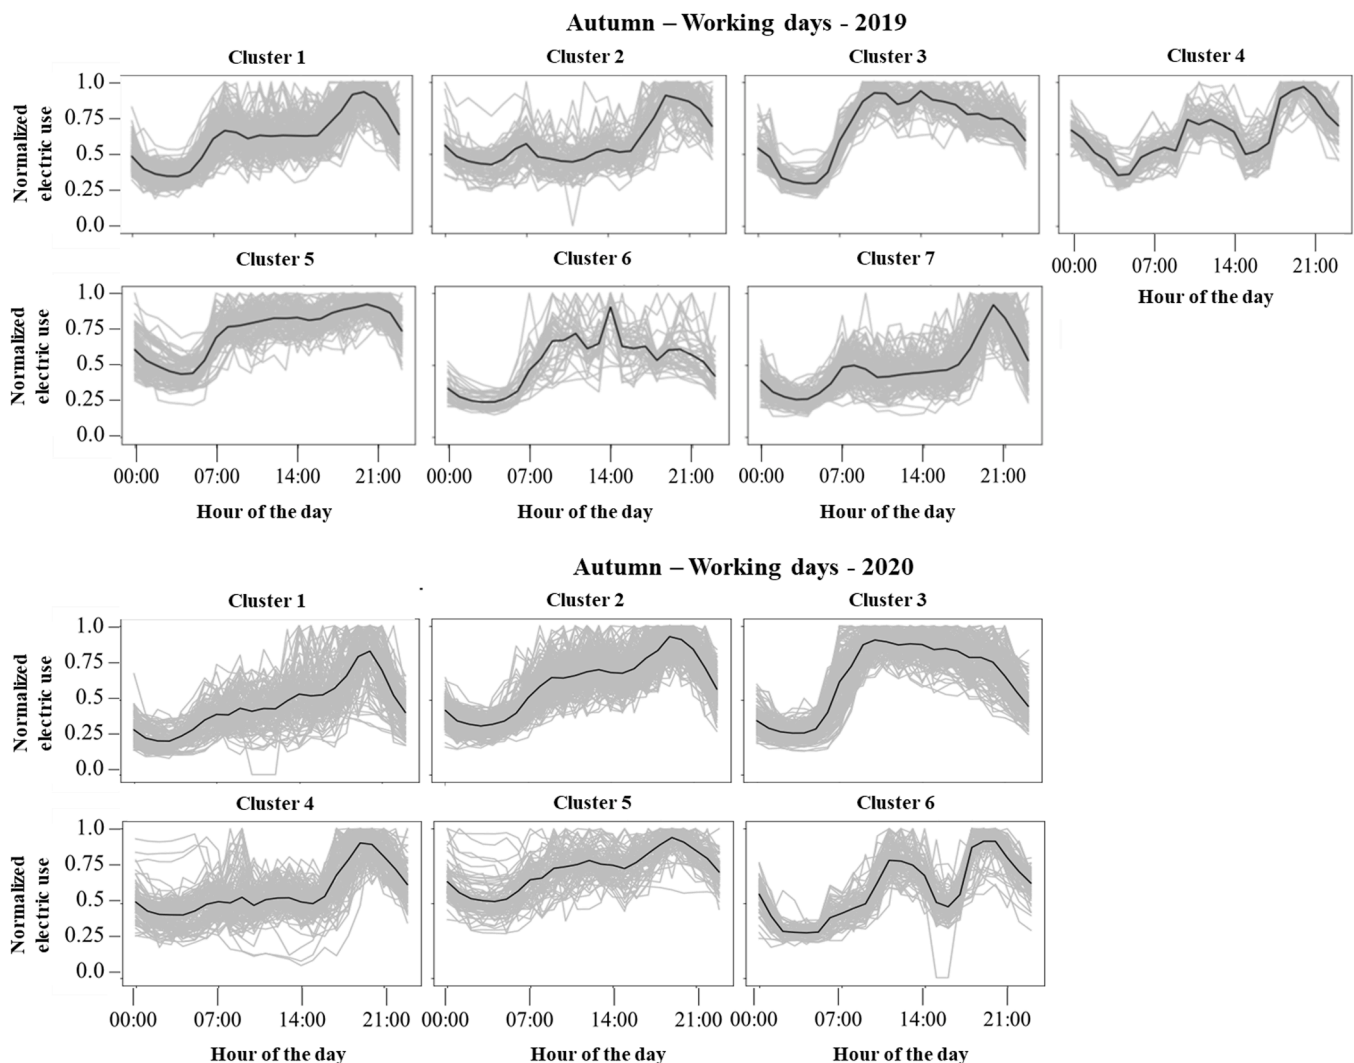 Autumn – Working days - 2019
Cluster 1
Cluster 2
Cluster 3
Cluster 4
Normalized
electric use
1.0
0.75
0.5
0.25
0.0
00:00 07:00 14:00 21:00
Hour of the day
Cluster 5
Cluster 6
Cluster 7
Normalized
electric use
1.0
0.75
0.5
0.25
0.0
00:00 07:00 14:00 21:00
00:00 07:00 14:00 21:00
00:00 07:00 14:00 21:00
Hour of the day
Hour of the day
Hour of the day
Autumn – Working days - 2020
Cluster 1
Cluster 2
Cluster 3
Normalized
electric use
1.0
0.75
0.5
0.25
0.0
Cluster 4
Cluster 5
Cluster 6
Normalized
electric use
1.0
0.75
0.5
0.25
0.0
00:00 07:00 14:00 21:00
00:00 07:00 14:00 21:00
00:00 07:00 14:00 21:00
Hour of the day
Hour of the day
Hour of the day